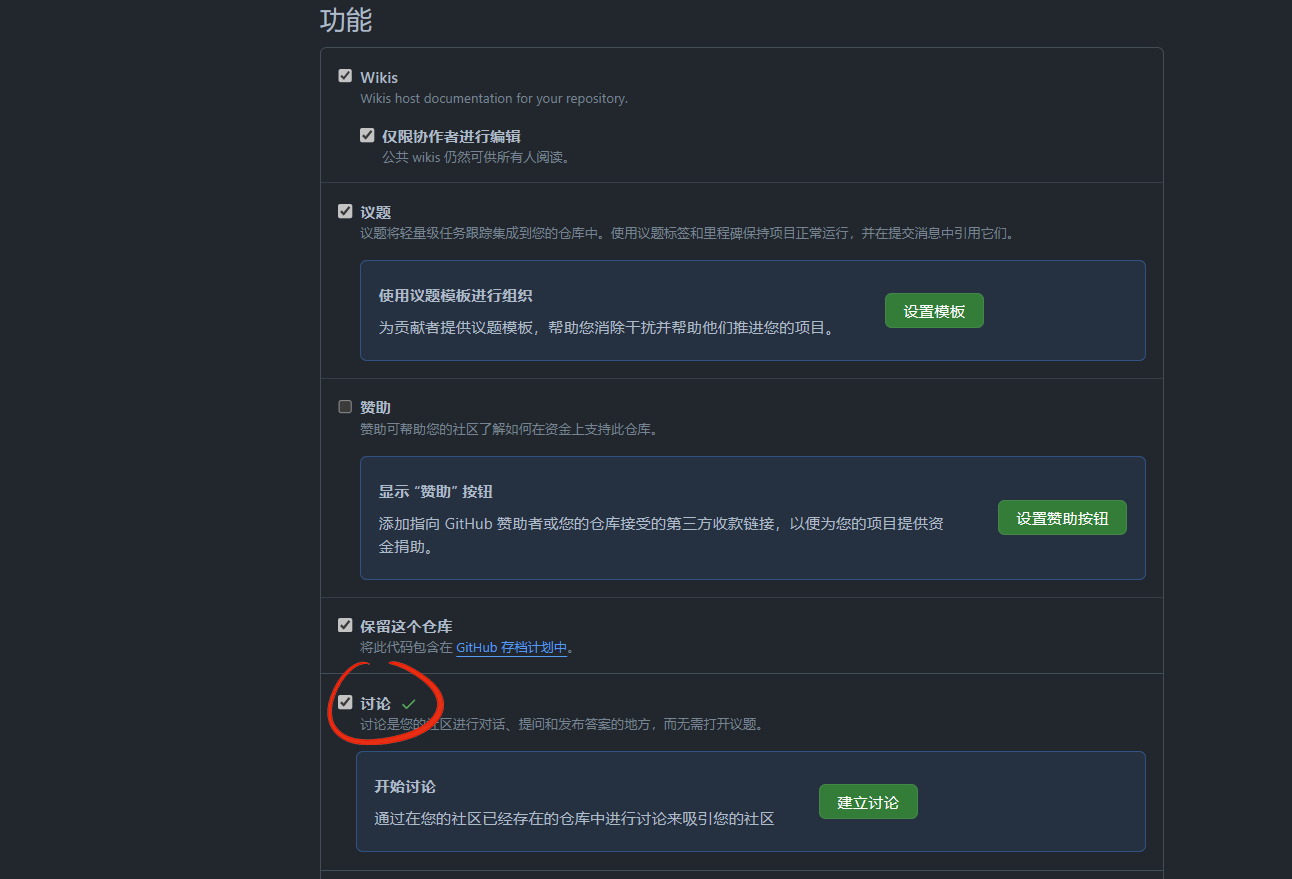 功能
Wikis
Wikis host documentation for your repository.
仅限协作者进行编辑
公共 wikis 仍然可供所有人阅读。
议题
议题将轻量级任务跟踪集成到您的仓库中。使用议题标签和里程碑保持项目正常运行，并在提交消息中引用它们。
使用议题模板进行组织
为贡献者提供议题模板，帮助您消除干扰并帮助他们推进您的项目。
设置模板
赞助
赞助可帮助您的社区了解如何在资金上支持此仓库。
显示 “赞助” 按钮
添加指向 GitHub 赞助者或您的仓库接受的第三方收款链接，以便为您的项目提供资
金捐助。
设置赞助按钮
保留这个仓库
将此代码包含在 GitHub 存档计划中。
讨论
讨论是您的社区进行对话、提问和发布答案的地方，而无需打开议题。
开始讨论
通过在您的社区已经存在的仓库中进行讨论来吸引您的社区
建立讨论